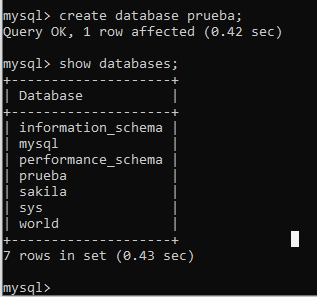 mysql> create database prueba;
Query OK, 1 row affected (0.42 sec)

mysql> show databases;
+--------------------+
| Database           |
+--------------------+
| information_schema |
| mysql              |
| performance_schema |
| prueba             |
| sakila             |
| sys                |
| world              |
+--------------------+
7 rows in set (0.43 sec)

mysql>